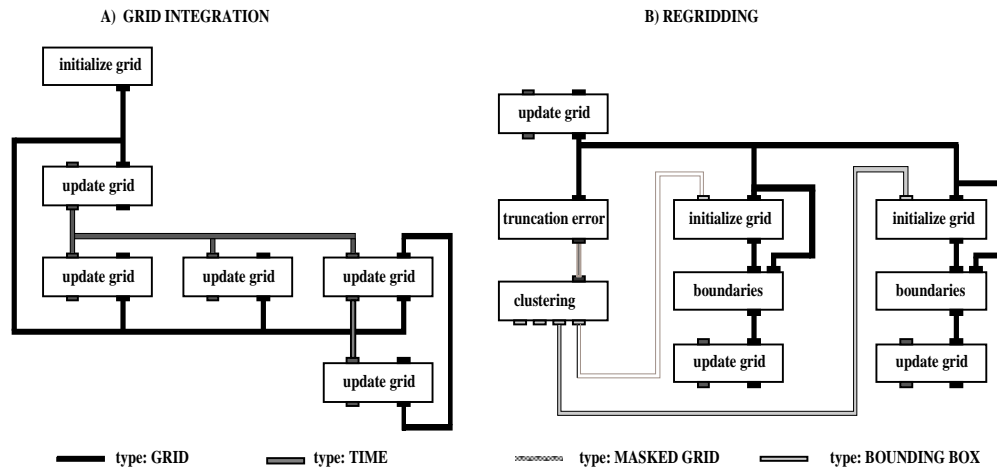 A) GRID INTEGRATION
initialize grid
update grid
update grid
update grid
update grid
update grid
B) REGRIDDING
update grid
truncation error
initialize grid
initialize grid
clustering
boundaries
boundaries
update grid
update grid
type: GRID
type: TIME
type: MASKED GRID
type: BOUNDING BOX